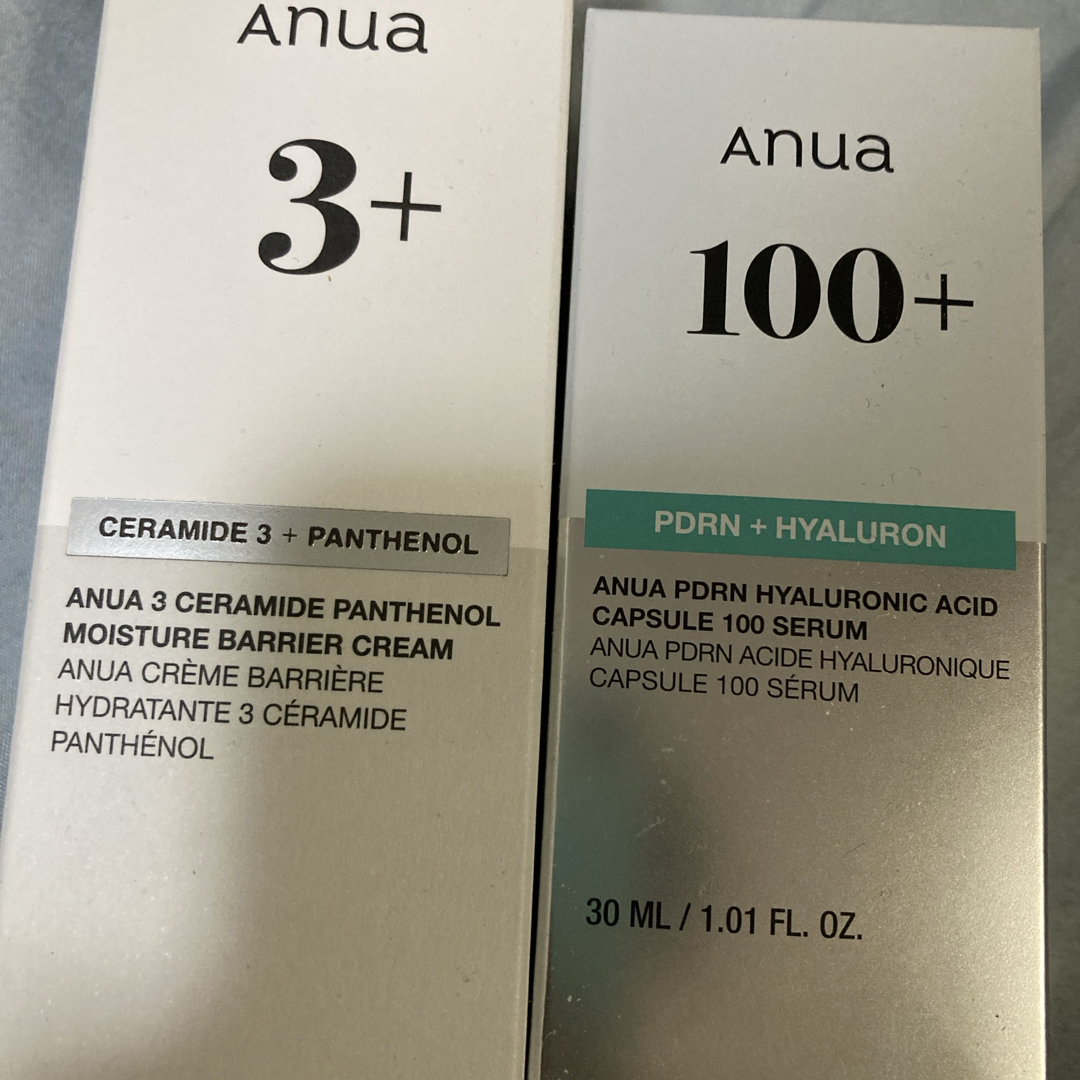 Anua
3+
CERAMIDE 3 + PANTHENOL
ANUA 3 CERAMIDE PANTHENOL
MOISTURE BARRIER CREAM
ANUA CRÈME BARRIÈRE
HYDRATANTE 3 CÉRAMIDE
PANTHÉNOL
Anua
100+
PDRN + HYALURON
ANUA PDRN HYALURONIC ACID
CAPSULE 100 SERUM
ANUA PDRN ACIDE HYALURONIQUE
CAPSULE 100 SÉRUM
30 ML / 1.01 FL. OZ.